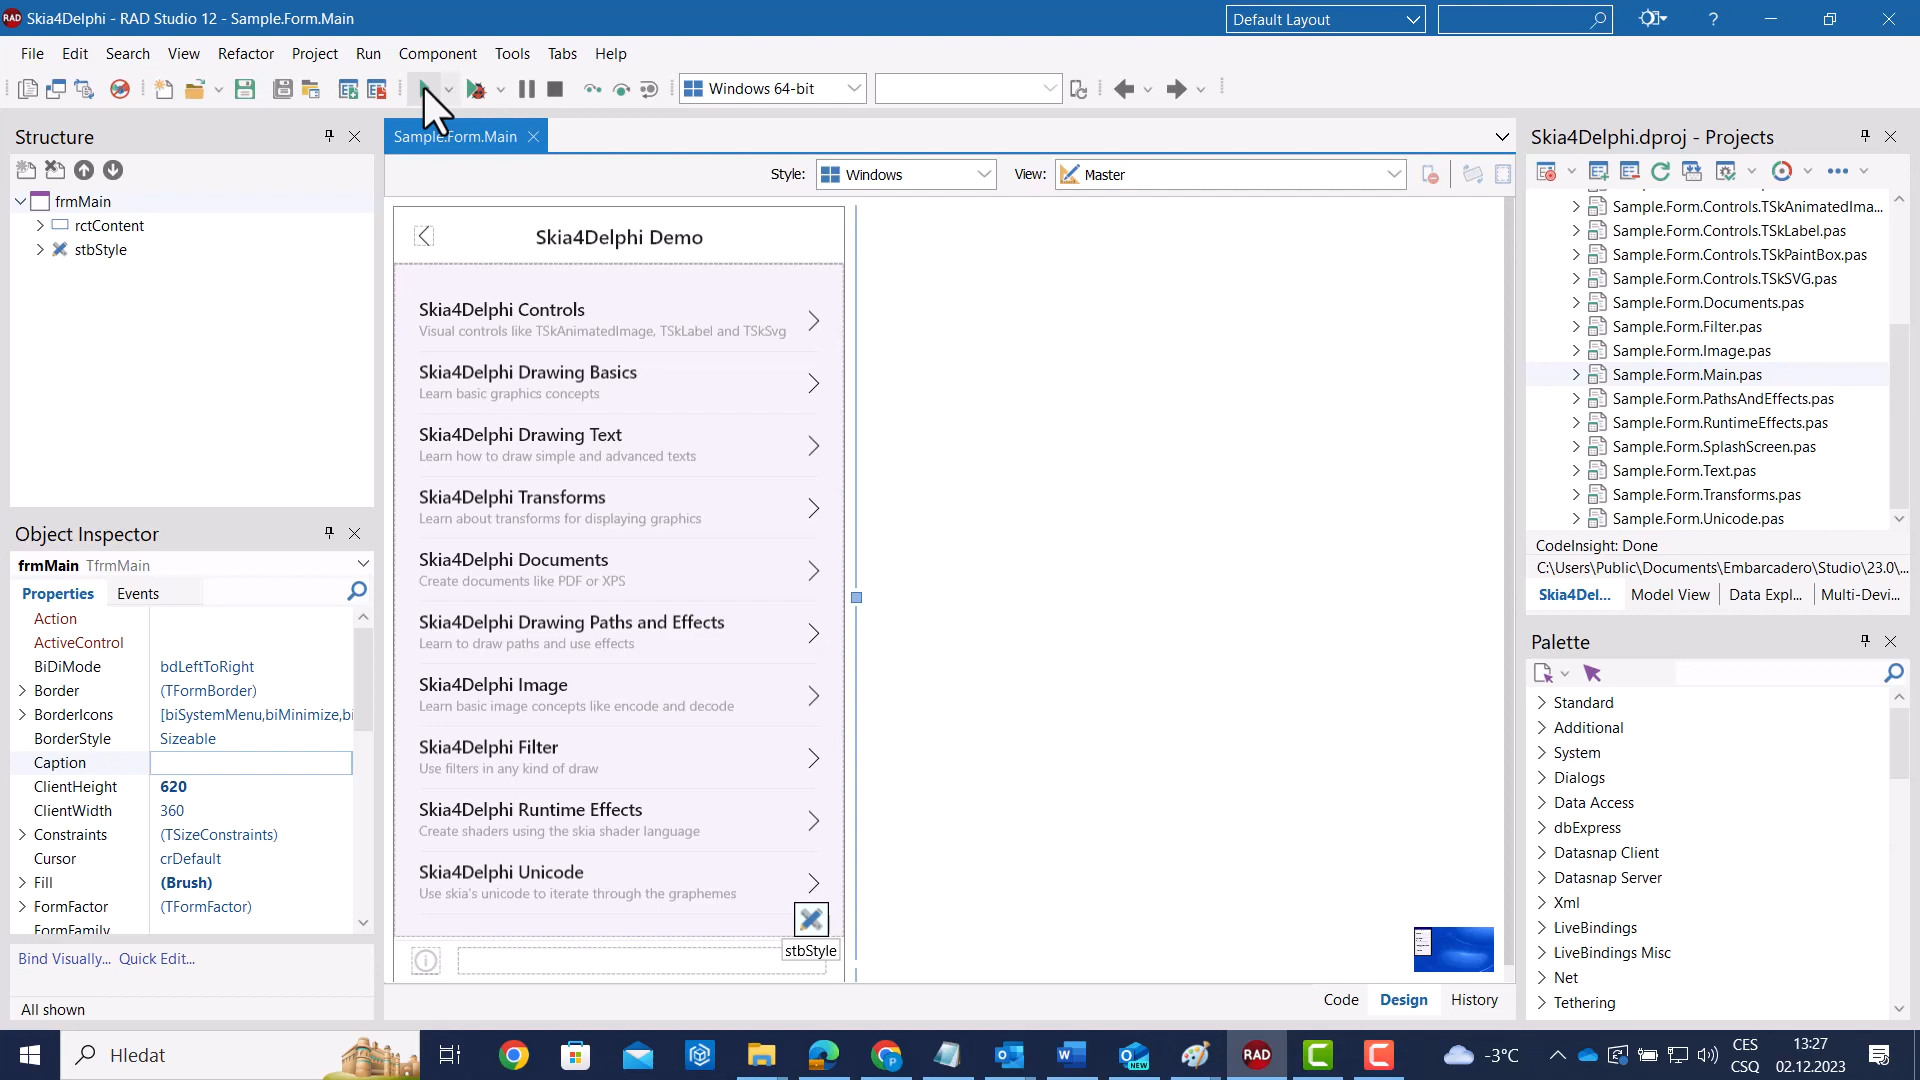 Skia4Delphi - RAD Studio 12 - Sample.Form.Main
Default Layout
?
File Edit Search View Refactor Project Run Component Tools Tabs Help
Windows 64-bit
Structure
frmMain
rctContent
stbStyle
Object Inspector
frmMain TfrmMain
Properties Events
Action
ActiveControl
BiDiMode bdLeftToRight
Border (TFormBorder)
BorderIcons [biSystemMenu,biMinimize,bi
BorderStyle Sizeable
Caption
ClientHeight 620
ClientWidth 360
Constraints (TSizeConstraints)
Cursor crDefault
Fill (Brush)
FormFactor (TFormFactor)
FormFamily
Bind Visually... Quick Edit...
All shown
Sample.Form.Main
Style: Windows View: Master
Skia4Delphi Demo
Skia4Delphi Controls
Visual controls like TSkAnimatedImage, TSkLabel and TSkSvg
Skia4Delphi Drawing Basics
Learn basic graphics concepts
Skia4Delphi Drawing Text
Learn how to draw simple and advanced texts
Skia4Delphi Transforms
Learn about transforms for displaying graphics
Skia4Delphi Documents
Create documents like PDF or XPS
Skia4Delphi Drawing Paths and Effects
Learn to draw paths and use effects
Skia4Delphi Image
Learn basic image concepts like encode and decode
Skia4Delphi Filter
Use filters in any kind of draw
Skia4Delphi Runtime Effects
Create shaders using the skia shader language
Skia4Delphi Unicode
Use skia's unicode to iterate through the graphemes
stbStyle
Code Design History
Skia4Delphi.dproj - Projects
Sample.Form.Controls.TSkAnimatedIma...
Sample.Form.Controls.TSkLabel.pas
Sample.Form.Controls.TSkPaintBox.pas
Sample.Form.Controls.TSkSVG.pas
Sample.Form.Documents.pas
Sample.Form.Filter.pas
Sample.Form.Image.pas
Sample.Form.Main.pas
Sample.Form.PathsAndEffects.pas
Sample.Form.RuntimeEffects.pas
Sample.Form.SplashScreen.pas
Sample.Form.Text.pas
Sample.Form.Transforms.pas
Sample.Form.Unicode.pas
CodeInsight: Done
C:\Users\Public\Documents\Embarcadero\Studio\23.0\...
Skia4Del... Model View Data Expl... Multi-Devi...
Palette
Standard
Additional
System
Dialogs
Data Access
dbExpress
Datasnap Client
Datasnap Server
Xml
LiveBindings
LiveBindings Misc
Net
Tethering
Hledat
NEW
RAD
-3°C
CES
CSQ
13:27
02.12.2023